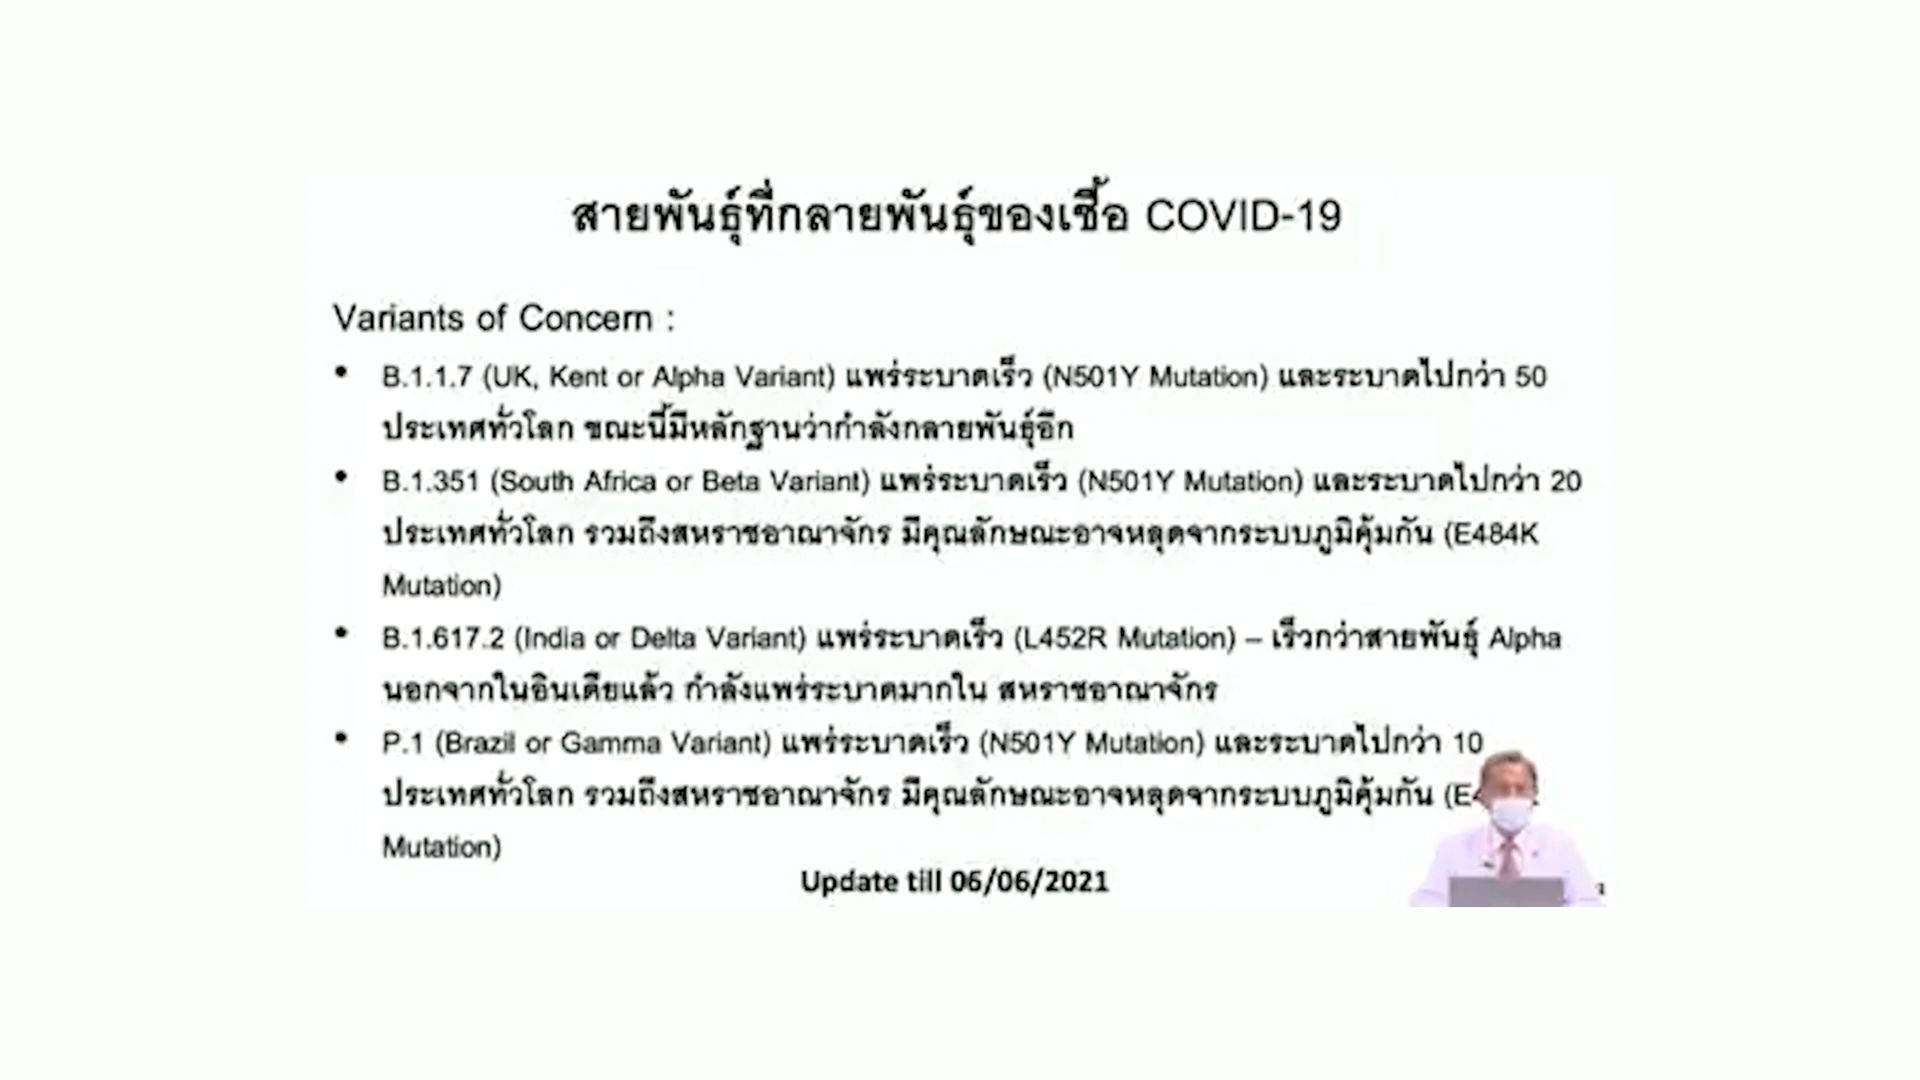 สายพันธุ์ที่กลายพันธุ์ของเชื้อ COVID-19
Variants of Concern :
• B.1.1.7 (UK, Kent or Alpha Variant) แพร่ระบาดเร็ว (N501Y Mutation) และระบาดไปกว่า 50
ประเทศทั่วโลก ขณะนี้มีหลักฐานว่ากำลังกลายพันธุ์อีก
• B.1.351 (South Africa or Beta Variant) แพร่ระบาดเร็ว (N501Y Mutation) และระบาดไปกว่า 20
ประเทศทั่วโลก รวมถึงสหราชอาณาจักร มีคุณลักษณะอาจหลุดจากระบบภูมิคุ้มกัน (E484K
Mutation)
• B.1.617.2 (India or Delta Variant) แพร่ระบาดเร็ว (L452R Mutation) – เร็วกว่าสายพันธุ์ Alpha
นอกจากในอินเดียแล้ว กำลังแพร่ระบาดมากใน สหราชอาณาจักร
• P.1 (Brazil or Gamma Variant) แพร่ระบาดเร็ว (N501Y Mutation) และระบาดไปกว่า 10
ประเทศทั่วโลก รวมถึงสหราชอาณาจักร มีคุณลักษณะอาจหลุดจากระบบภูมิคุ้มกัน
Mutation)
Update till 06/06/2021